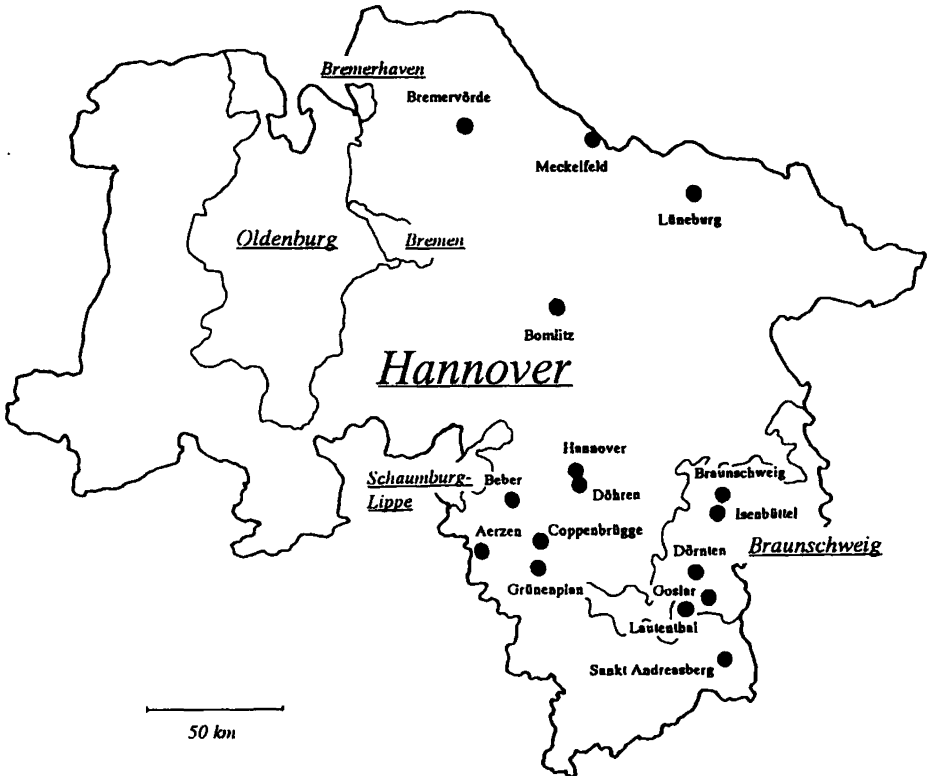 Bremerhaven
Bremervörde
Meckelfeld
Lüneburg
Oldenburg
Bremen
Bomlitz
Hannover
Hannover
Schaumburg-
Lippe
Beber
Döhren
Braunschweig
Isenbüttel
Aerzen
Coppenbrügge
Braunschweig
Dörnten
Grünenplan
Goslar
Lautenthal
Sankt Andreasberg
50 km